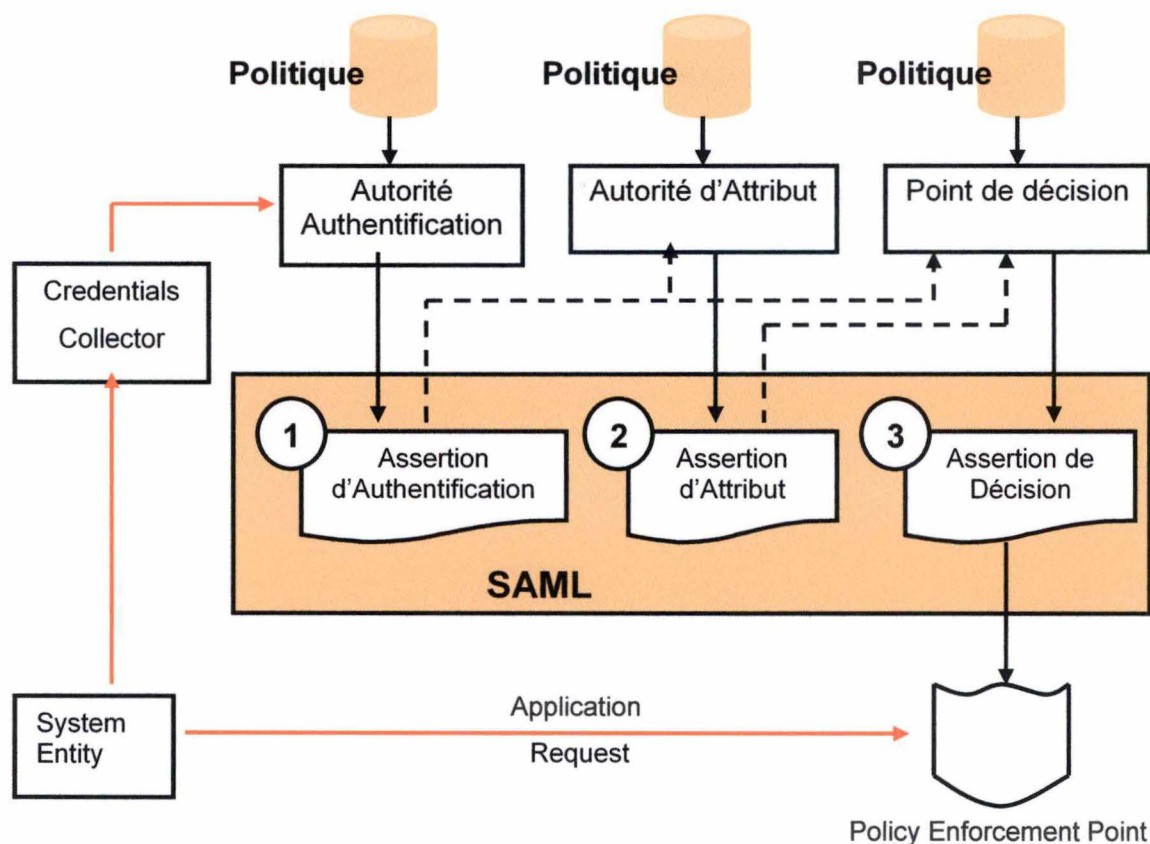 Politique
Politique
Politique
Autorité
Authentification
Autorité d'Attribut
Point de décision
Credentials
Collector
1
Assertion
d'Authentification
2
Assertion
d'Attribut
3
Assertion de
Décision
SAML
System
Entity
Application
Request
Policy Enforcement Point